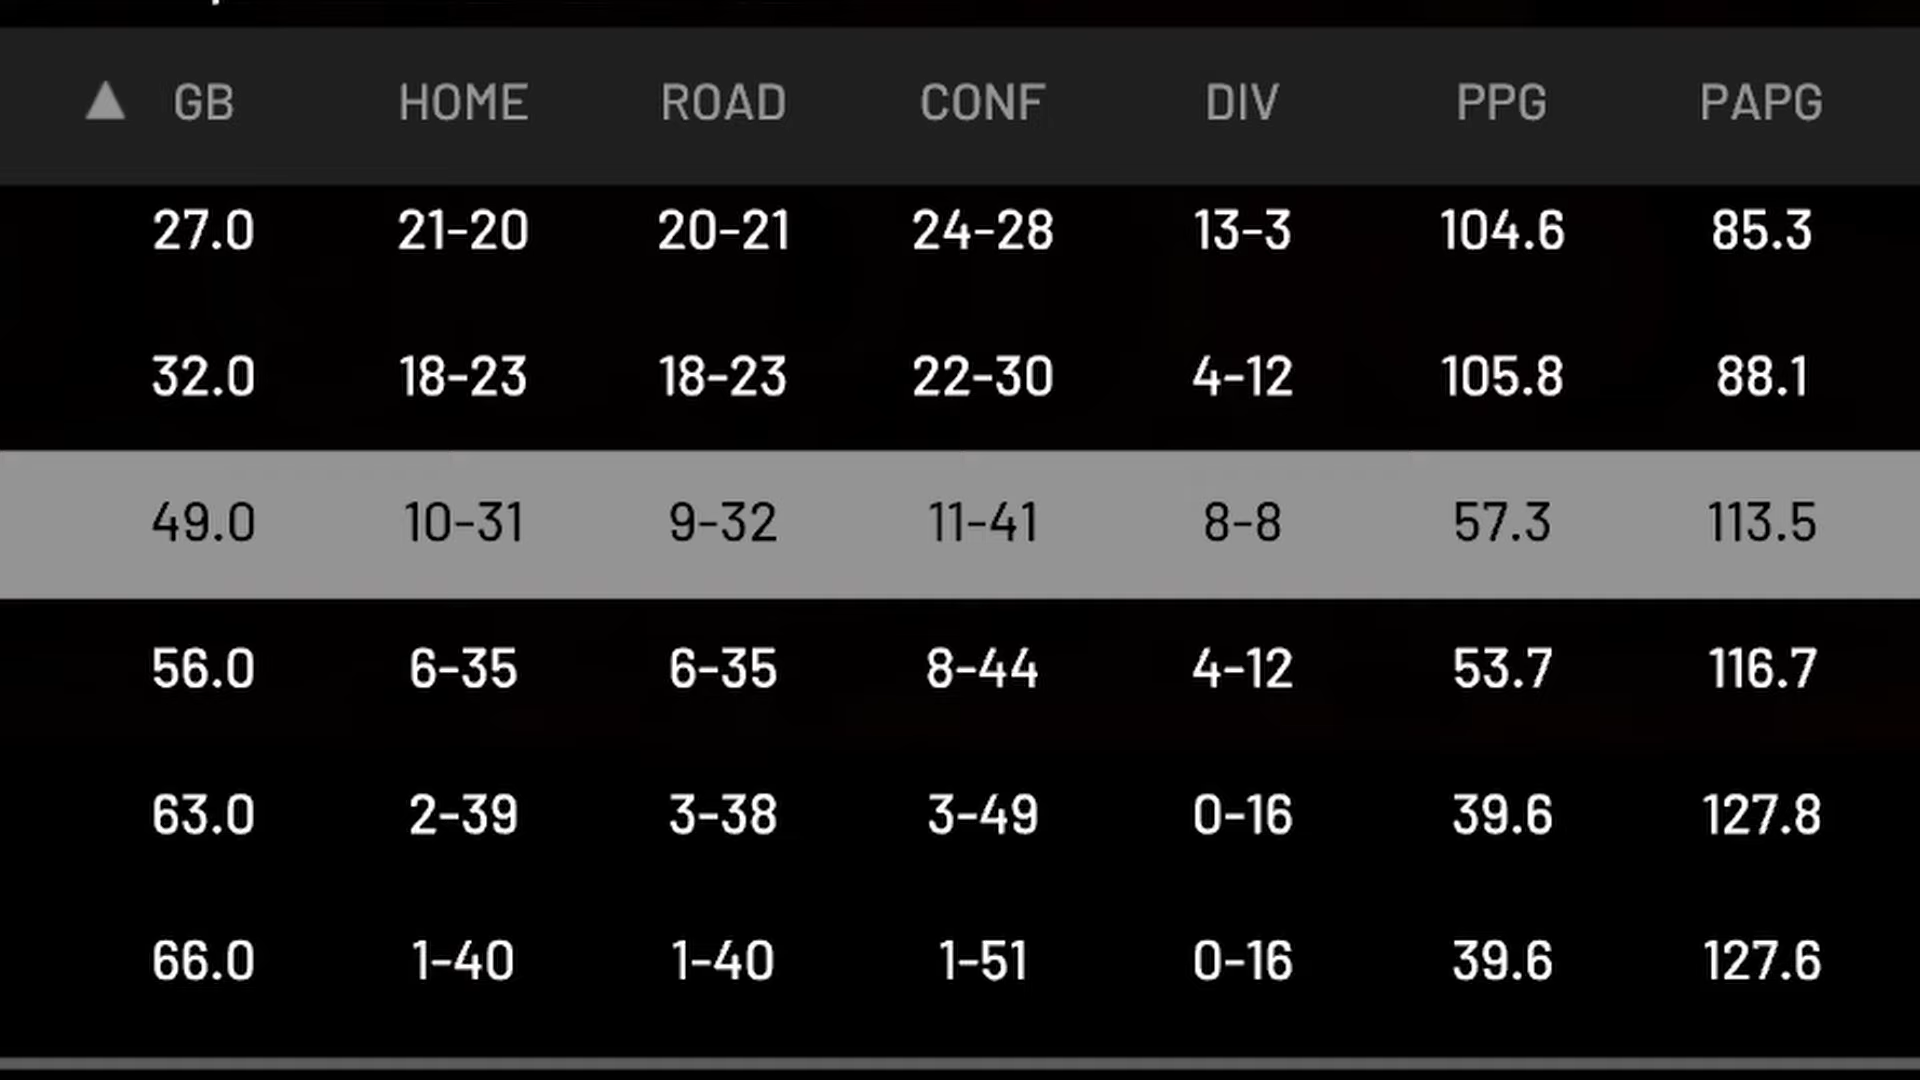 GB HOME ROAD CONF DIV PPG PAPG
27.0 21-20 20-21 24-28 13-3 104.6 85.3
32.0 18-23 18-23 22-30 4-12 105.8 88.1
49.0 10-31 9-32 11-41 8-8 57.3 113.5
56.0 6-35 6-35 8-44 4-12 53.7 116.7
63.0 2-39 3-38 3-49 0-16 39.6 127.8
66.0 1-40 1-40 1-51 0-16 39.6 127.6